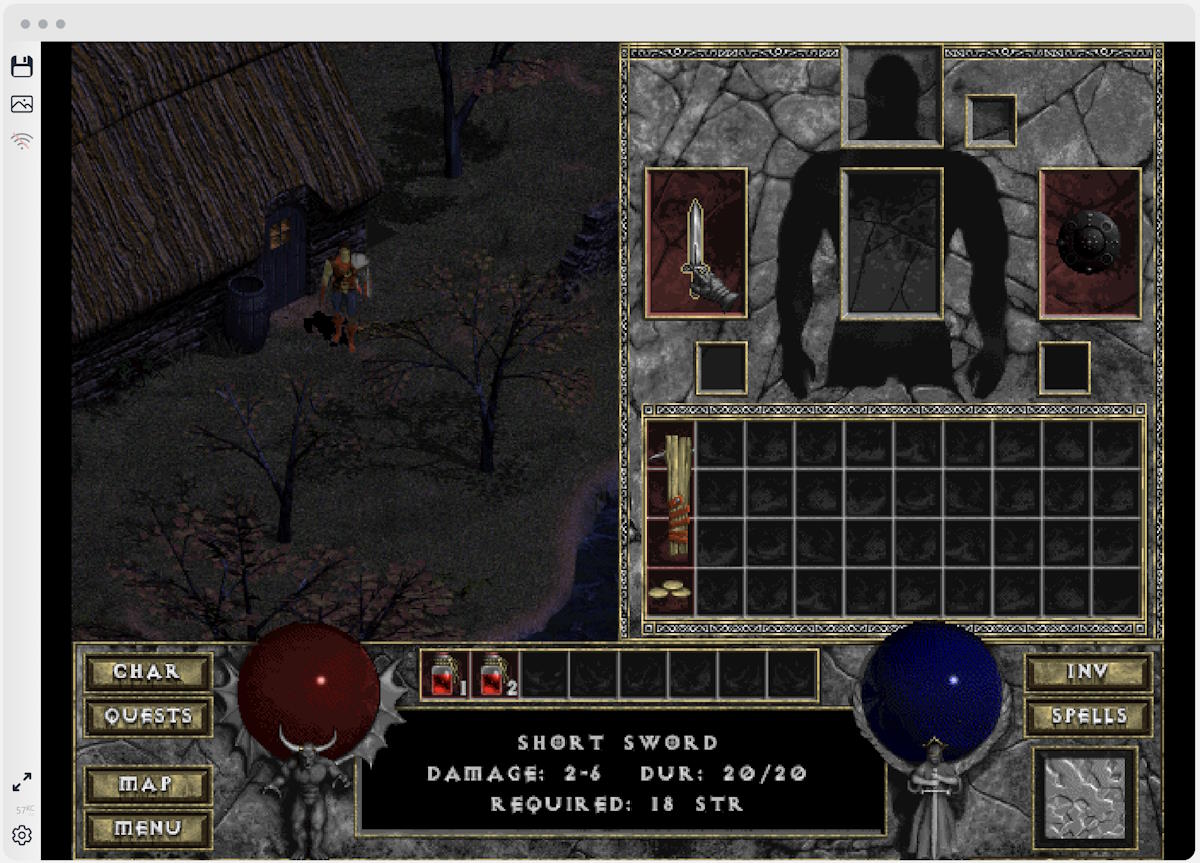 CHAR
QUESTS
MAP
MENU
1
2
SHORT SWORD
DAMAGE: 2-6 DUR: 20/20
REQUIRED: 18 STR
INV
SPELLS